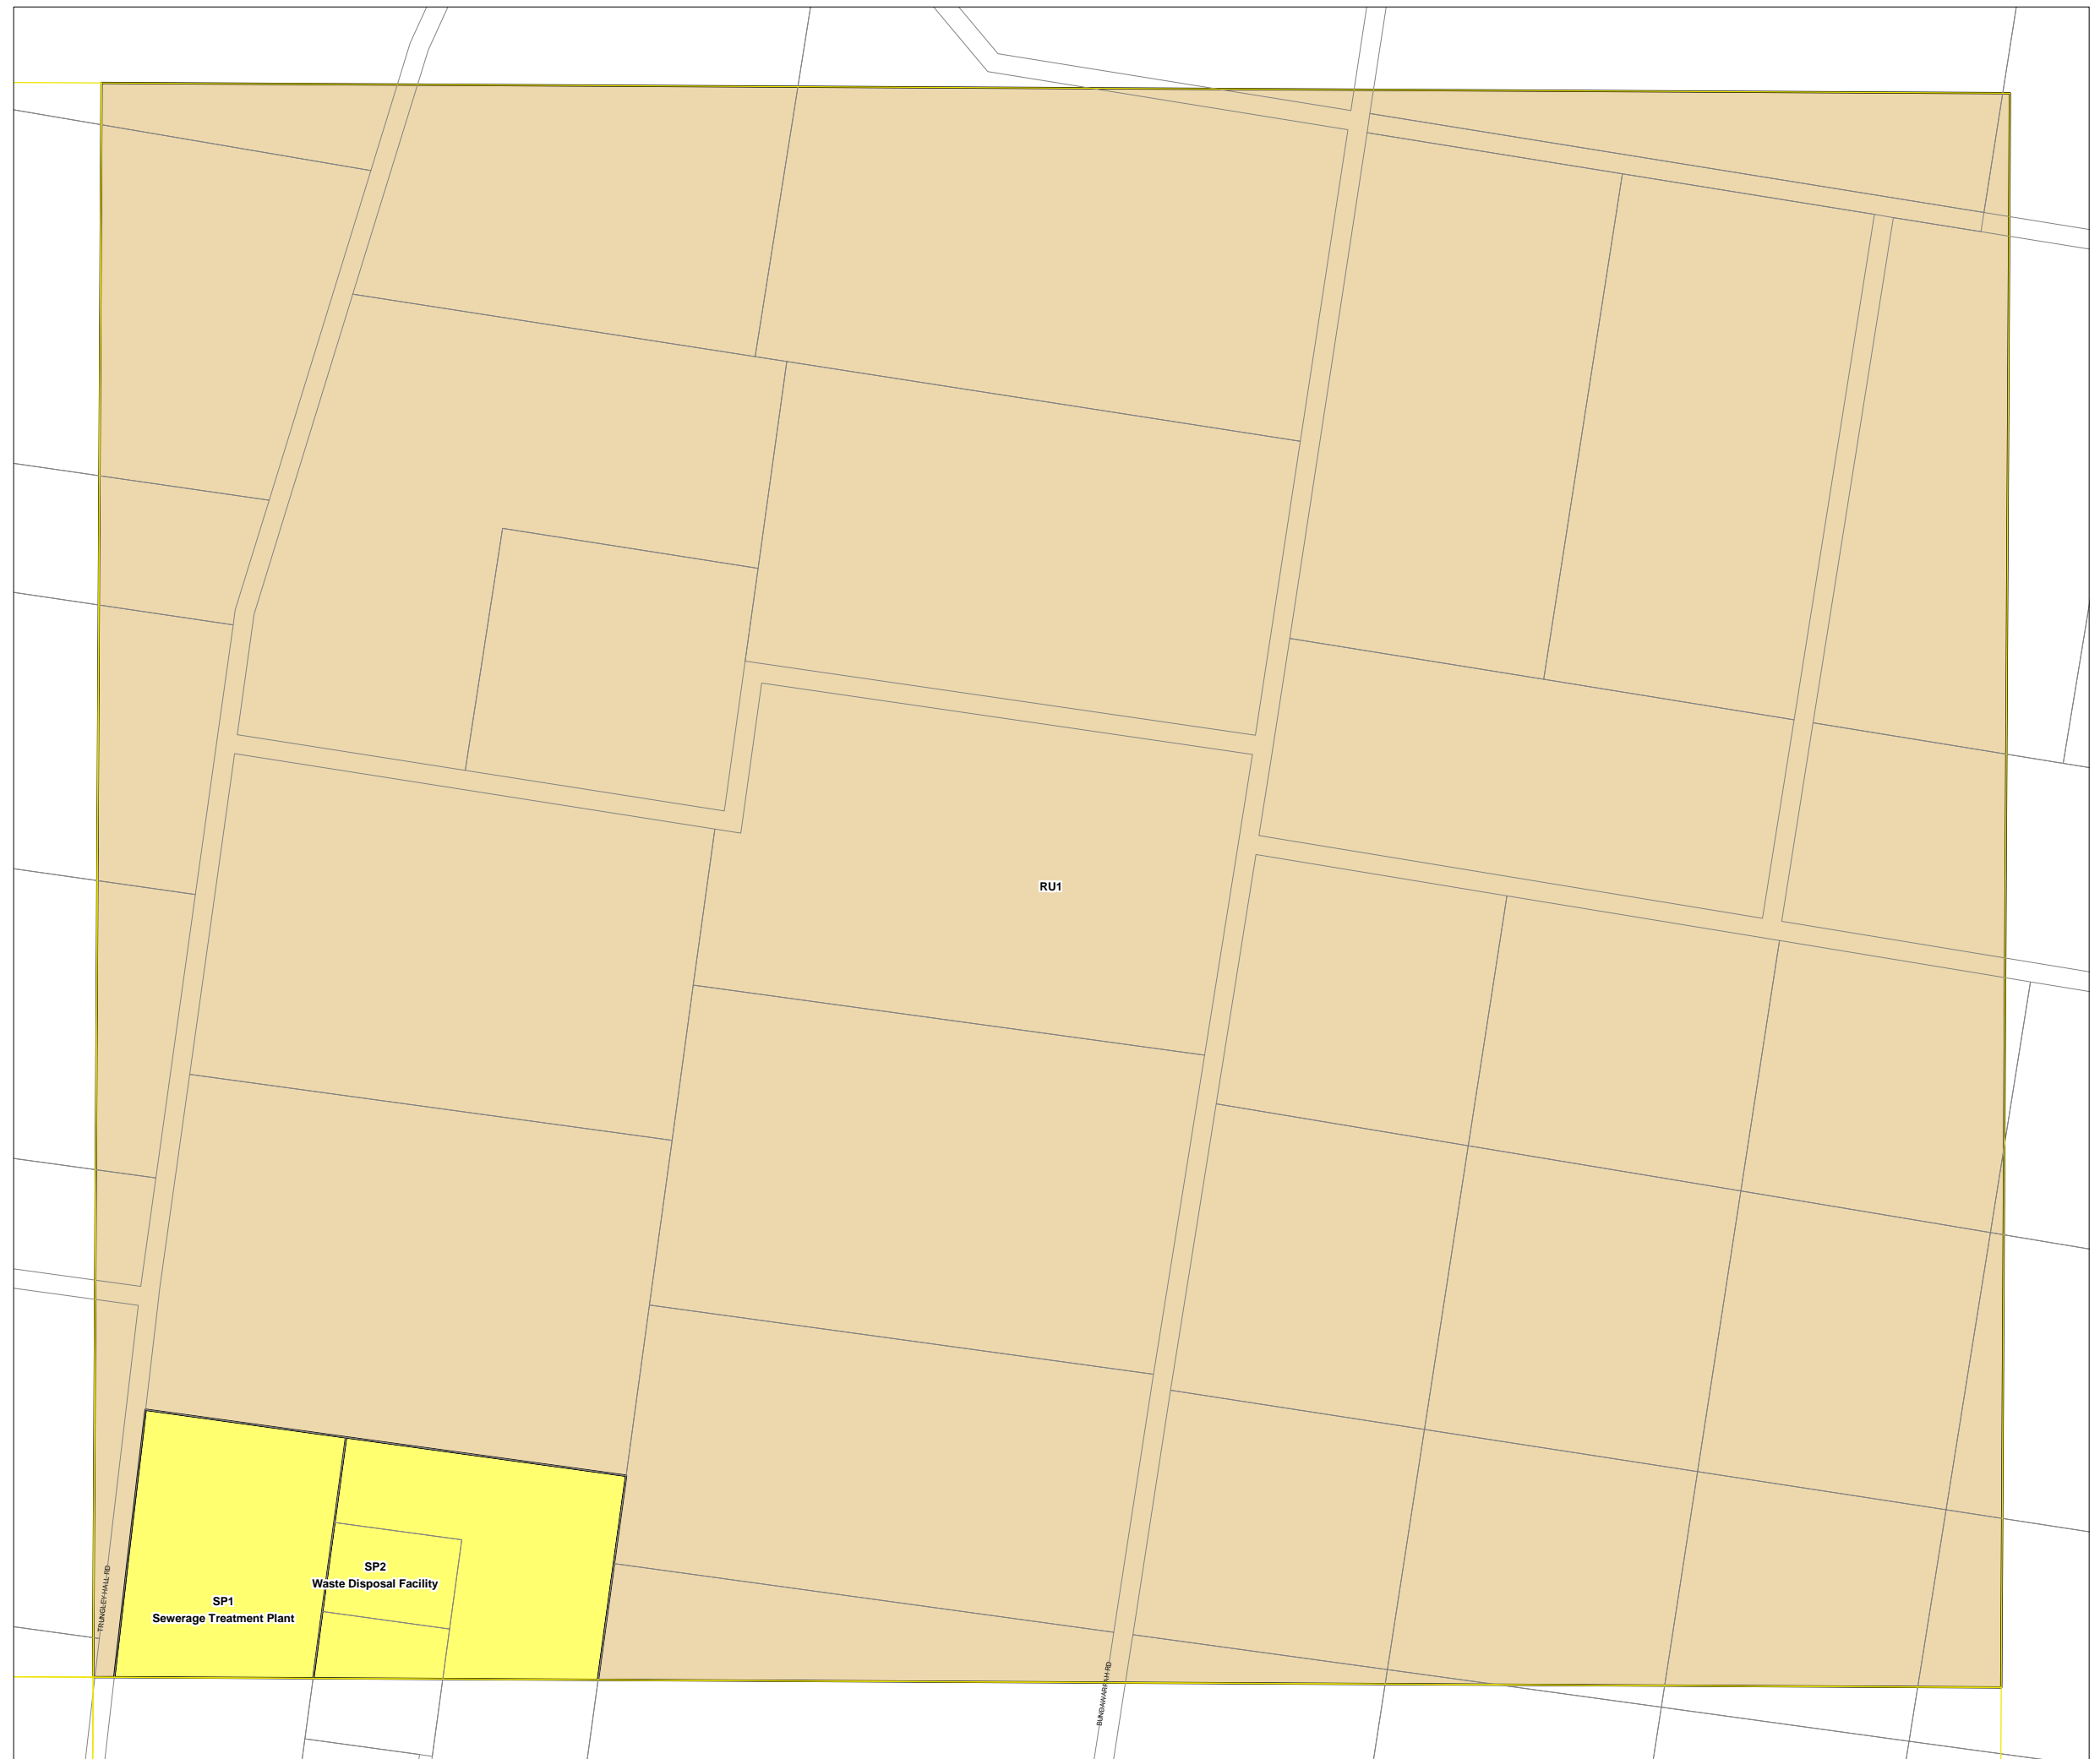 RU1
SP2
Waste Disposal Facility
SP1
Sewerage Treatment Plant
TRUNGLEY HALL RD
BUNDAWARRAH RD